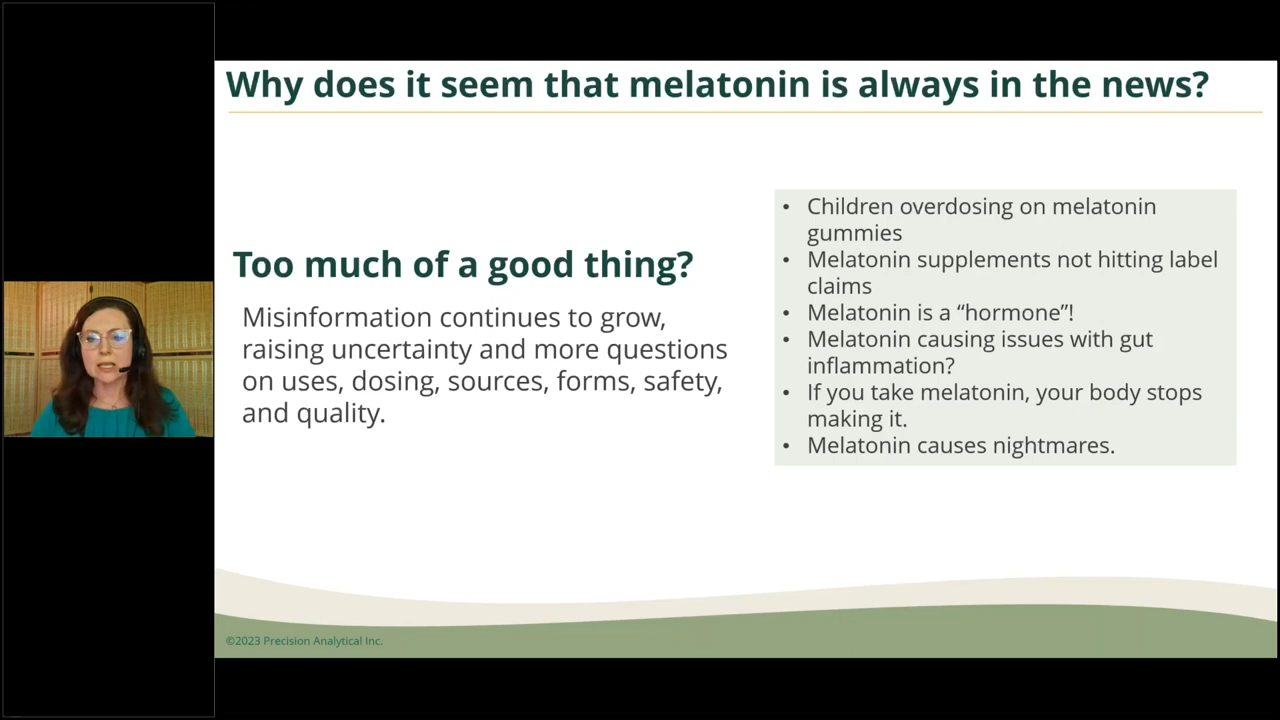 Why does it seem that melatonin is always in the news?
Too much of a good thing?
Misinformation continues to grow,
raising uncertainty and more questions
on uses, dosing, sources, forms, safety,
and quality.
• Children overdosing on melatonin
gummies
• Melatonin supplements not hitting label
claims
• Melatonin is a “hormone”!
• Melatonin causing issues with gut
inflammation?
• If you take melatonin, your body stops
making it.
• Melatonin causes nightmares.
©2023 Precision Analytical Inc.